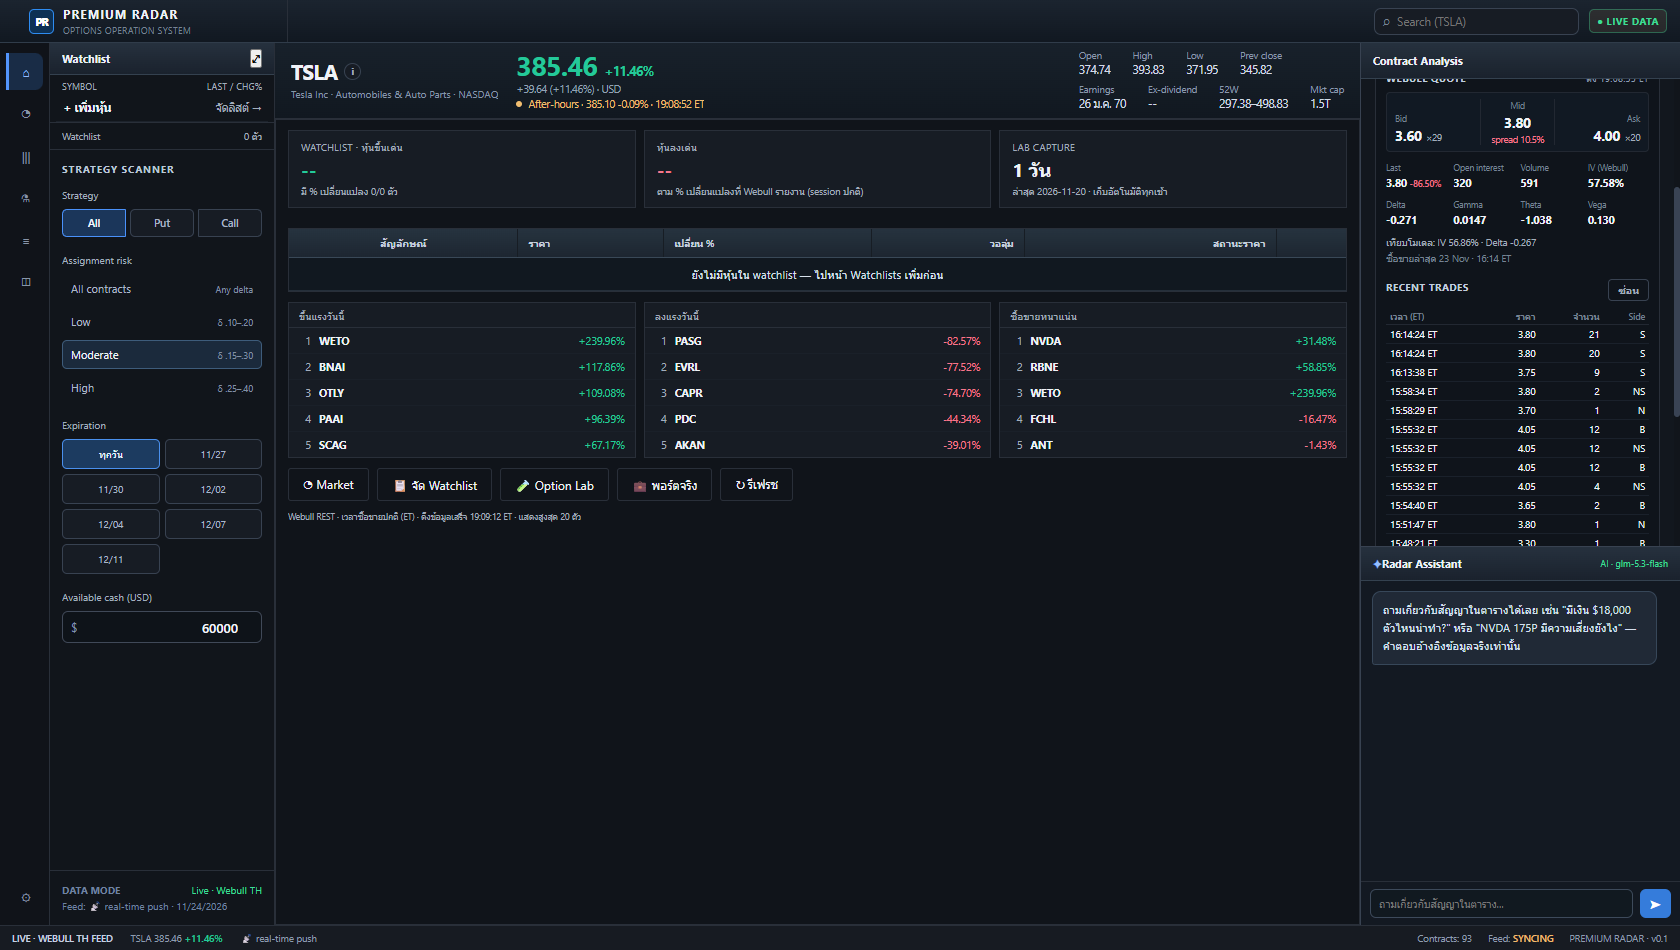 PR
PREMIUM RADAR
OPTIONS OPERATION SYSTEM
Search (TSLA)
• LIVE DATA
Watchlist
SYMBOL LAST / CHG%
+ เพิ่มหุ้น จัดลิสต์ →
Watchlist 0 ตัว
STRATEGY SCANNER
Strategy
All Put Call
Assignment risk
All contracts Any delta
Low δ .10–.20
Moderate δ .15–.30
High δ .25–.40
Expiration
ทุกวัน 11/27
11/30 12/02
12/04 12/07
12/11
Available cash (USD)
$ 60000
DATA MODE Live · Webull TH
Feed: real-time push · 11/24/2026
TSLA i
Tesla Inc · Automobiles & Auto Parts · NASDAQ
385.46 +11.46%
+39.64 (+11.46%) · USD
After-hours · 385.10 -0.09% · 19:08:52 ET
Open High Low Prev close
374.74 393.83 371.95 345.82
Earnings Ex-dividend 52W Mkt cap
26 ม.ค. 70 -- 297.38–498.83 1.5T
WATCHLIST · หุ้นขึ้นเด่น
--
มี % เปลี่ยนแปลง 0/0 ตัว
หุ้นลงเด่น
--
ตาม % เปลี่ยนแปลงที่ Webull รายงาน (session ปกติ)
LAB CAPTURE
1 วัน
ล่าสุด 2026-11-20 · เก็บอัตโนมัติทุกเช้า
สัญลักษณ์ ราคา เปลี่ยน % วอลุ่ม สถานะราคา
ยังไม่มีหุ้นใน watchlist — ไปหน้า Watchlists เพิ่มก่อน
ขึ้นแรงวันนี้
1 WETO +239.96%
2 BNAI +117.86%
3 OTLY +109.08%
4 PAAI +96.39%
5 SCAG +67.17%
ลงแรงวันนี้
1 PASG -82.57%
2 EVRL -77.52%
3 CAPR -74.70%
4 PDC -44.34%
5 AKAN -39.01%
ซื้อขายหนาแน่น
1 NVDA +31.48%
2 RBNE +58.85%
3 WETO +239.96%
4 FCHL -16.47%
5 ANT -1.43%
Market จัด Watchlist Option Lab พอร์ตจริง ↻ รีเฟรช
Webull REST · เวลาซื้อขายปกติ (ET) · ดึงข้อมูลเสร็จ 19:09:12 ET · แสดงสูงสุด 20 ตัว
Contract Analysis
WEBULL QUOTE ดึง 19:08:53 ET
Mid
Bid 3.80 Ask
3.60 ×29 spread 10.5% 4.00 ×20
Last Open interest Volume IV (Webull)
3.80 -86.50% 320 591 57.58%
Delta Gamma Theta Vega
-0.271 0.0147 -1.038 0.130
เทียบโมเดล: IV 56.86% · Delta -0.267
ซื้อขายล่าสุด 23 Nov · 16:14 ET
RECENT TRADES ซ่อน
เวลา (ET) ราคา จำนวน Side
16:14:24 ET 3.80 21 S
16:14:24 ET 3.80 20 S
16:13:38 ET 3.75 9 S
15:58:34 ET 3.80 2 NS
15:58:29 ET 3.70 1 N
15:55:32 ET 4.05 12 B
15:55:32 ET 4.05 12 NS
15:55:32 ET 4.05 12 B
15:55:32 ET 4.05 4 NS
15:54:40 ET 3.65 2 B
15:51:47 ET 3.80 1 N
15:48:21 ET 3.30 1 B
✦Radar Assistant AI · glm-5.3-flash
ถามเกี่ยวกับสัญญาในตารางได้เลย เช่น "มีเงิน $18,000
ตัวไหนน่าทำ?" หรือ "NVDA 175P มีความเสี่ยงยังไง" —
คำตอบอ้างอิงข้อมูลจริงเท่านั้น
ถามเกี่ยวกับสัญญาในตาราง...
LIVE · WEBULL TH FEED TSLA 385.46 +11.46% real-time push
Contracts: 93 Feed: SYNCING PREMIUM RADAR · v0.1